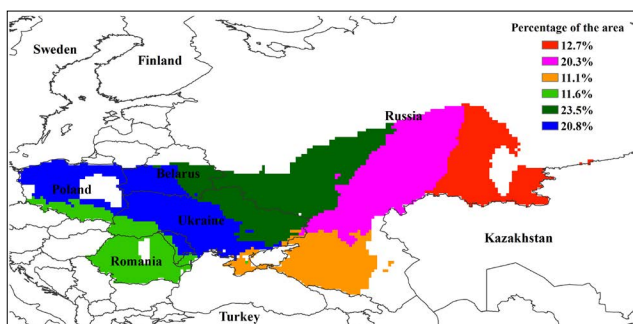 Percentage of the area
12.7%
20.3%
11.1%
11.6%
23.5%
20.8%
Sweden
Finland
Russia
Belarus
Poland
Ukraine
Kazakhstan
Romania
Turkey